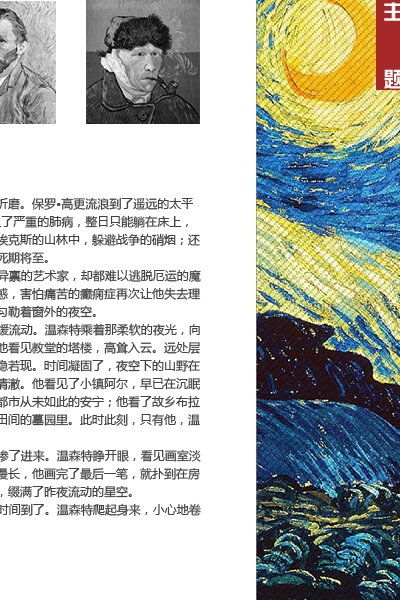 主
题
折磨。保罗•高更流浪到了遥远的太平
了严重的肺病，整日只能躺在床上，
埃克斯的山林中，躲避战争的硝烟；还
死期将至。
异禀的艺术家，却都难以逃脱厄运的魔
惑，害怕痛苦的癫痫症再次让他失去理
勾勒着窗外的夜空。
缓流动。温森特乘着那柔软的夜光，向
他看见教堂的塔楼，高耸入云。远处层
隐若现。时间凝固了，夜空下的山野在
清澈。他看见了小镇阿尔，早已在沉眠
都市从未如此的安宁；他看了故乡布拉
田间的墓园里。此时此刻，只有他，温
渗了进来。温森特睁开眼，看见画室淡
漫长，他画完了最后一笔，就扑到在房
，缀满了昨夜流动的星空。
时间到了。温森特爬起身来，小心地卷